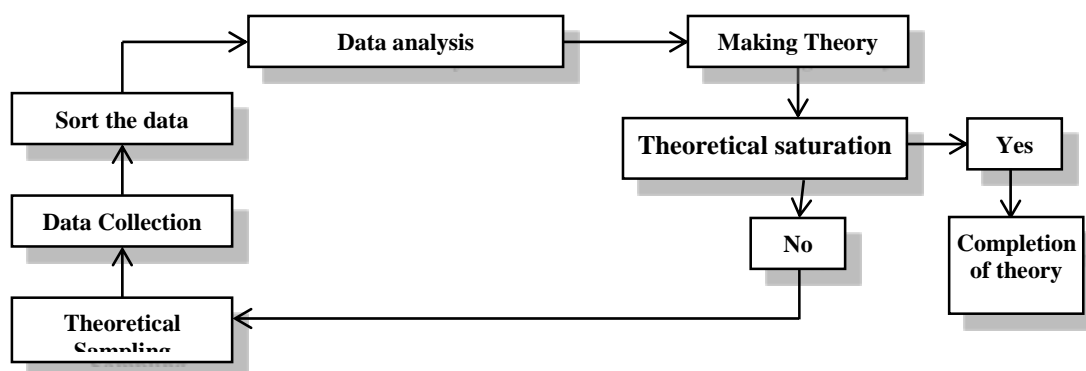 Data analysis
Making Theory
Sort the data
Theoretical saturation
Yes
Data Collection
No
Completion
of theory
Theoretical
Sampling